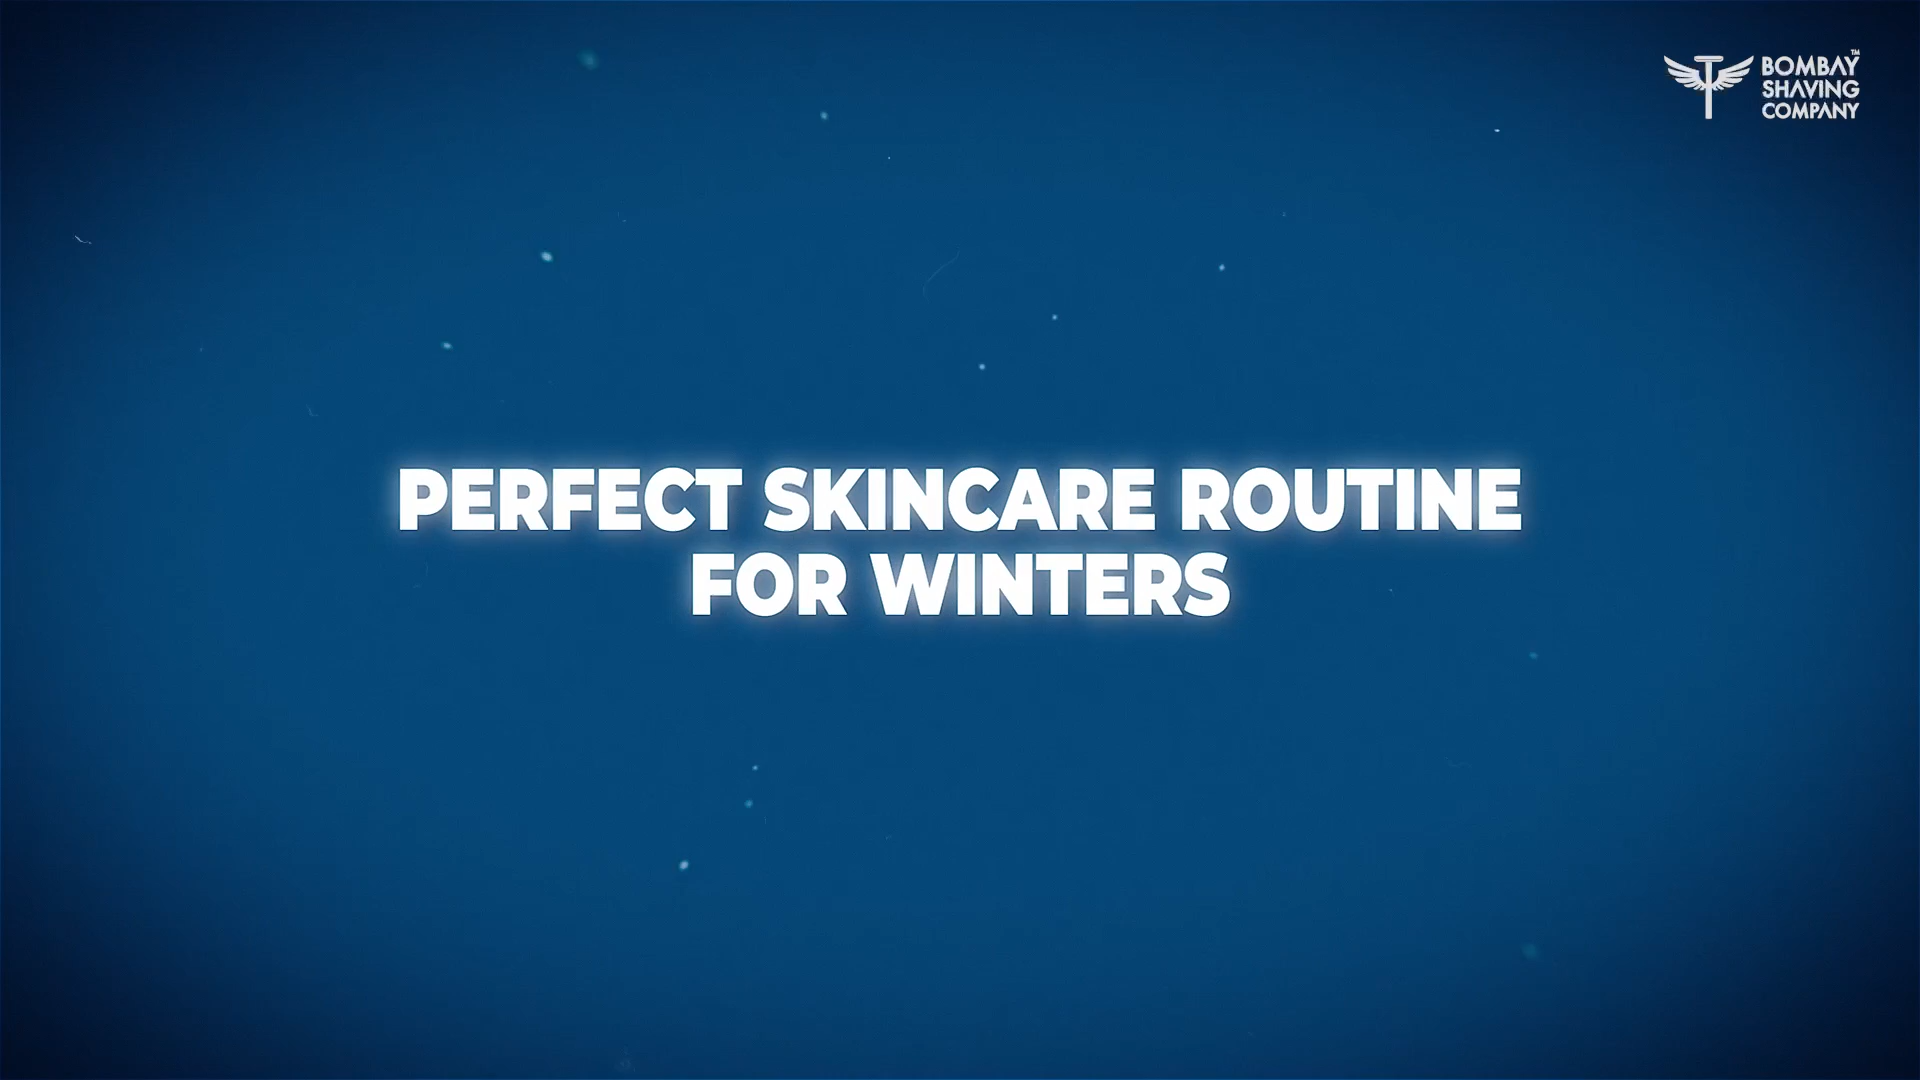 BOMBAY™
SHAVING
COMPANY
PERFECT SKINCARE ROUTINE
FOR WINTERS